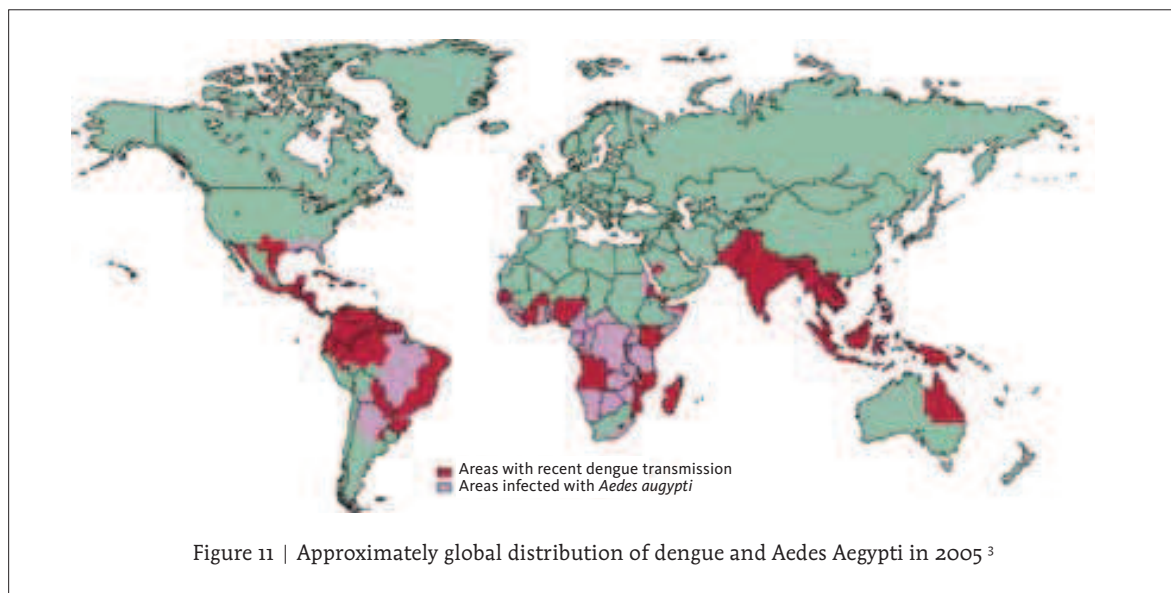 Areas with recent dengue transmission
Areas infected with Aedes augypti
Figure 11 | Approximately global distribution of dengue and Aedes Aegypti in 2005 3